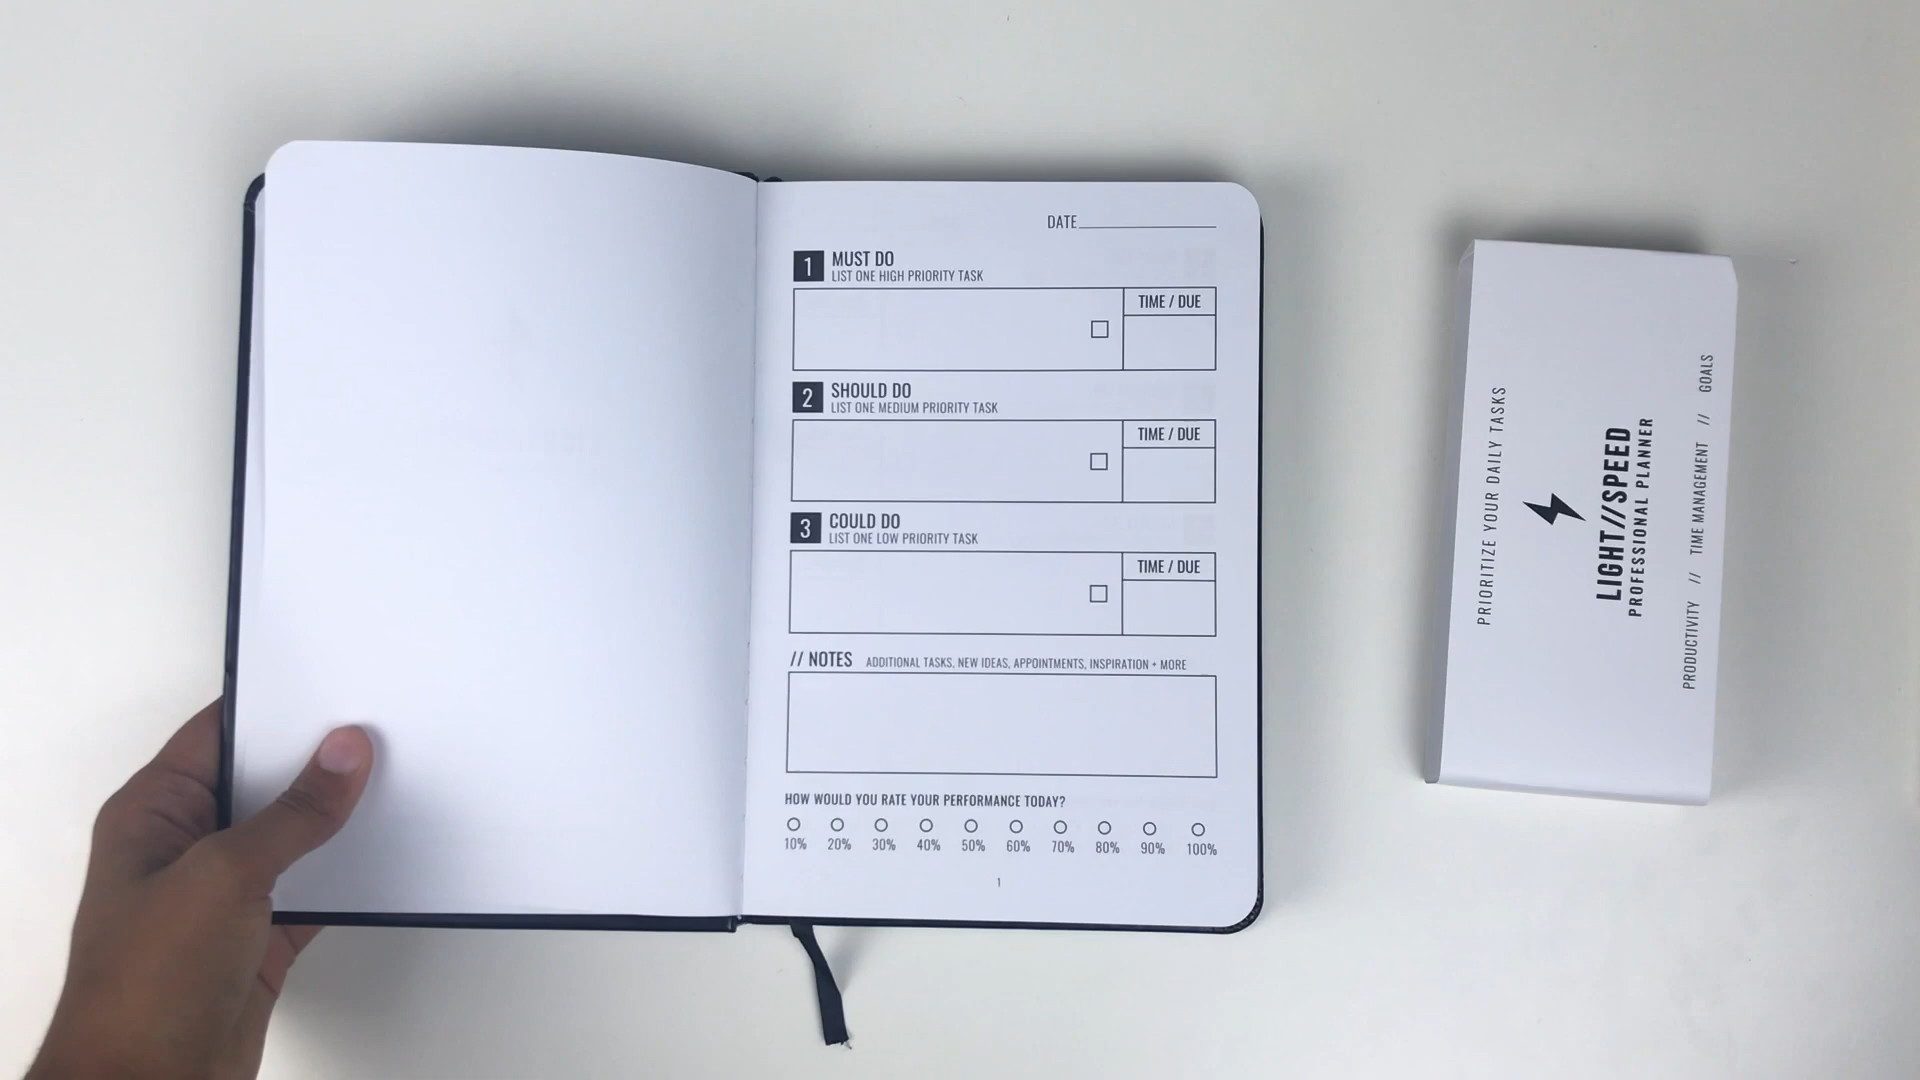 DATE
1 MUST DO
LIST ONE HIGH PRIORITY TASK
TIME / DUE
2 SHOULD DO
LIST ONE MEDIUM PRIORITY TASK
TIME / DUE
3 COULD DO
LIST ONE LOW PRIORITY TASK
TIME / DUE
// NOTES ADDITIONAL TASKS, NEW IDEAS, APPOINTMENTS, INSPIRATION + MORE
HOW WOULD YOU RATE YOUR PERFORMANCE TODAY?
10% 20% 30% 40% 50% 60% 70% 80% 90% 100%
1
PRIORITIZE YOUR DAILY TASKS
LIGHT//SPEED
PROFESSIONAL PLANNER
PRODUCTIVITY // TIME MANAGEMENT // GOALS